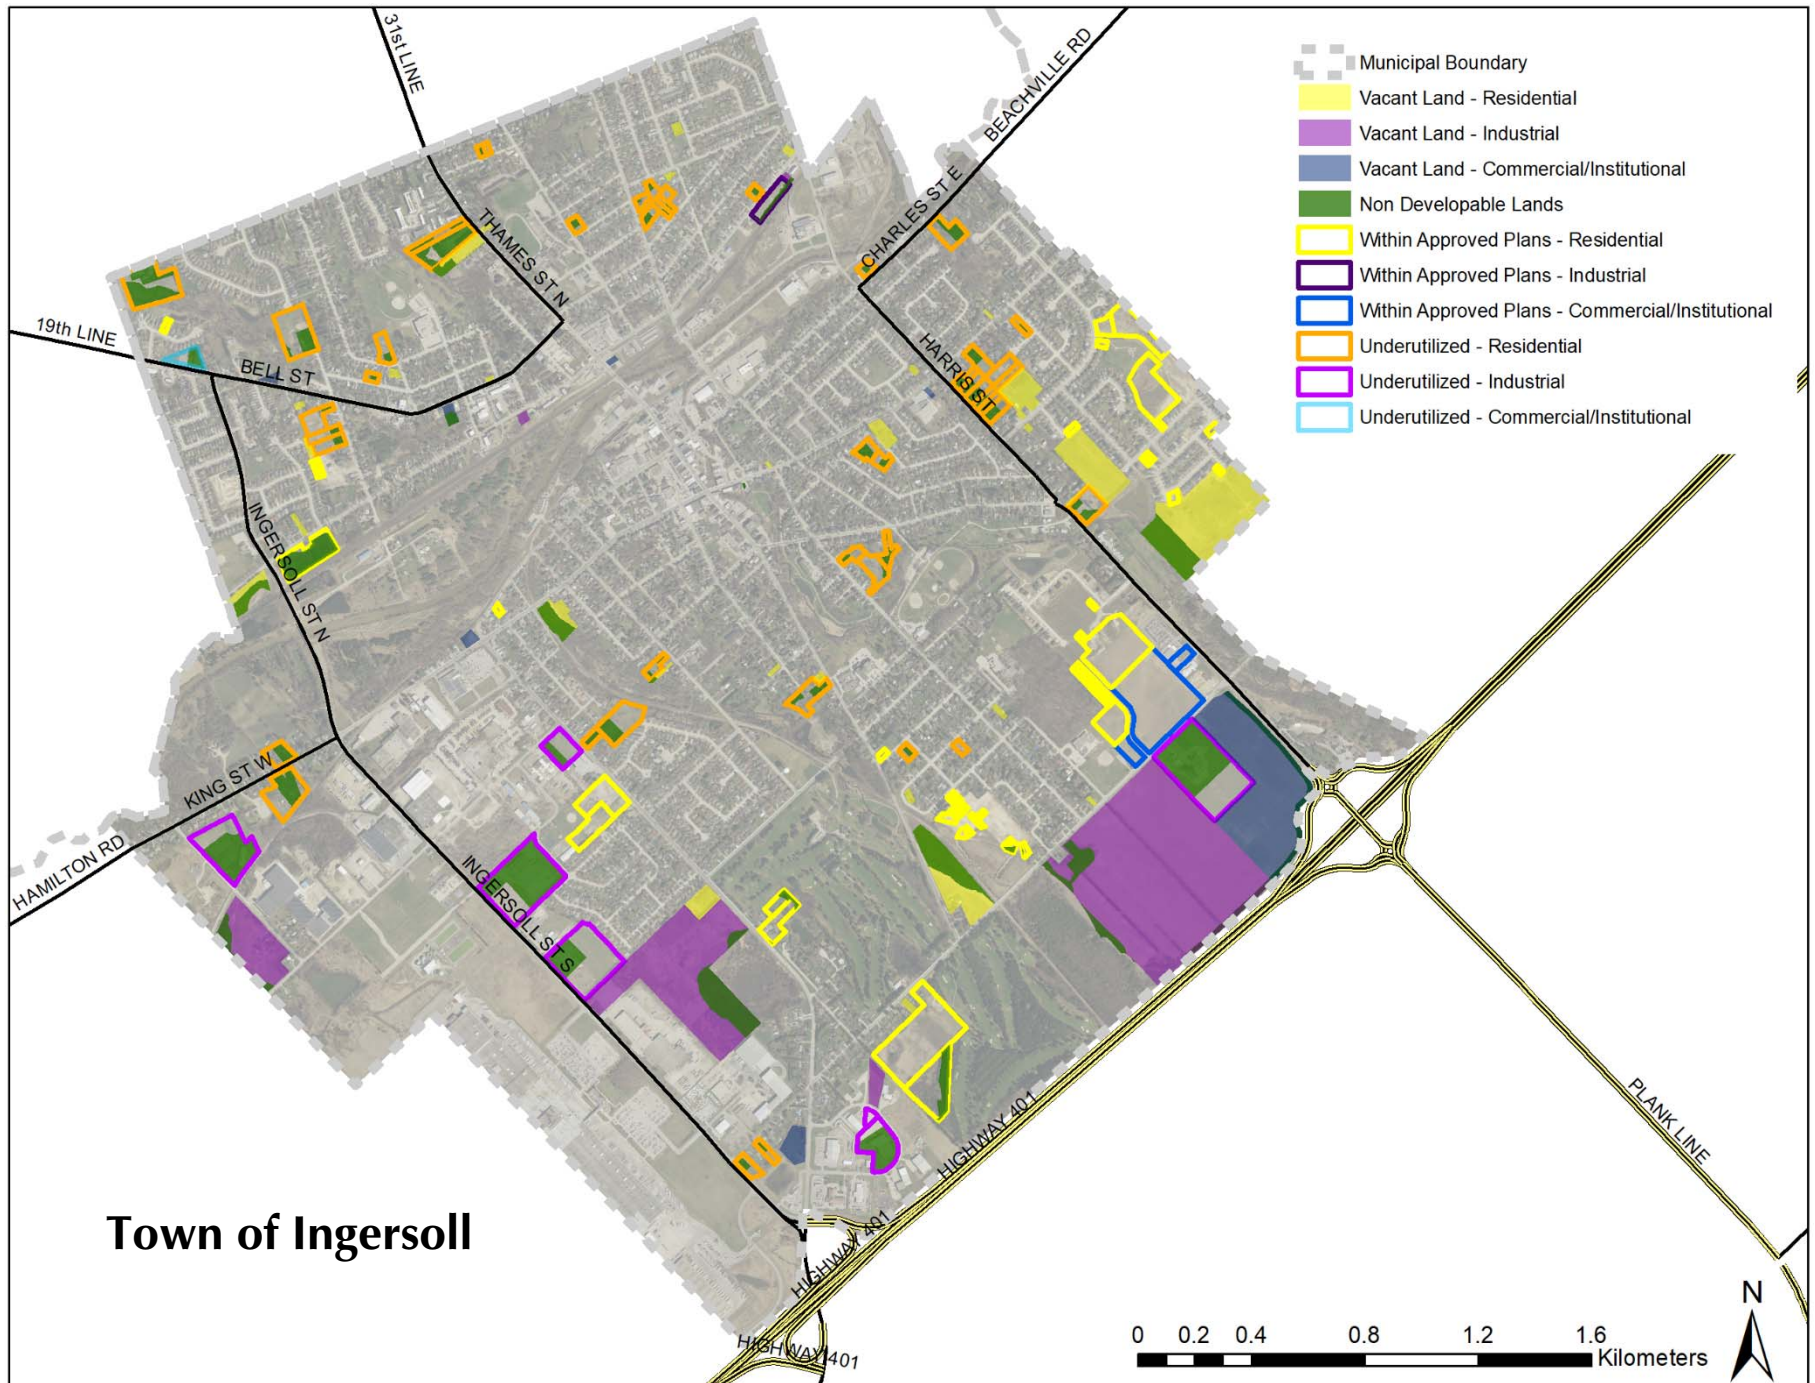 31st LINE
BEACHVILLE RD
Municipal Boundary
Vacant Land - Residential
Vacant Land - Industrial
Vacant Land - Commercial/Institutional
Non Developable Lands
Within Approved Plans - Residential
Within Approved Plans - Industrial
Within Approved Plans - Commercial/Institutional
Underutilized - Residential
Underutilized - Industrial
Underutilized - Commercial/Institutional
THAMES ST N
CHARLES ST E
19th LINE
BELL ST
HARRIS ST
INGERSOLL ST N
KING ST W
HAMILTON RD
INGERSOLL ST S
HIGHWAY 401
PLANK LINE
Town of Ingersoll
HIGHWAY 401
HIGHWAY 401
N
0 0.2 0.4 0.8 1.2 1.6
Kilometers